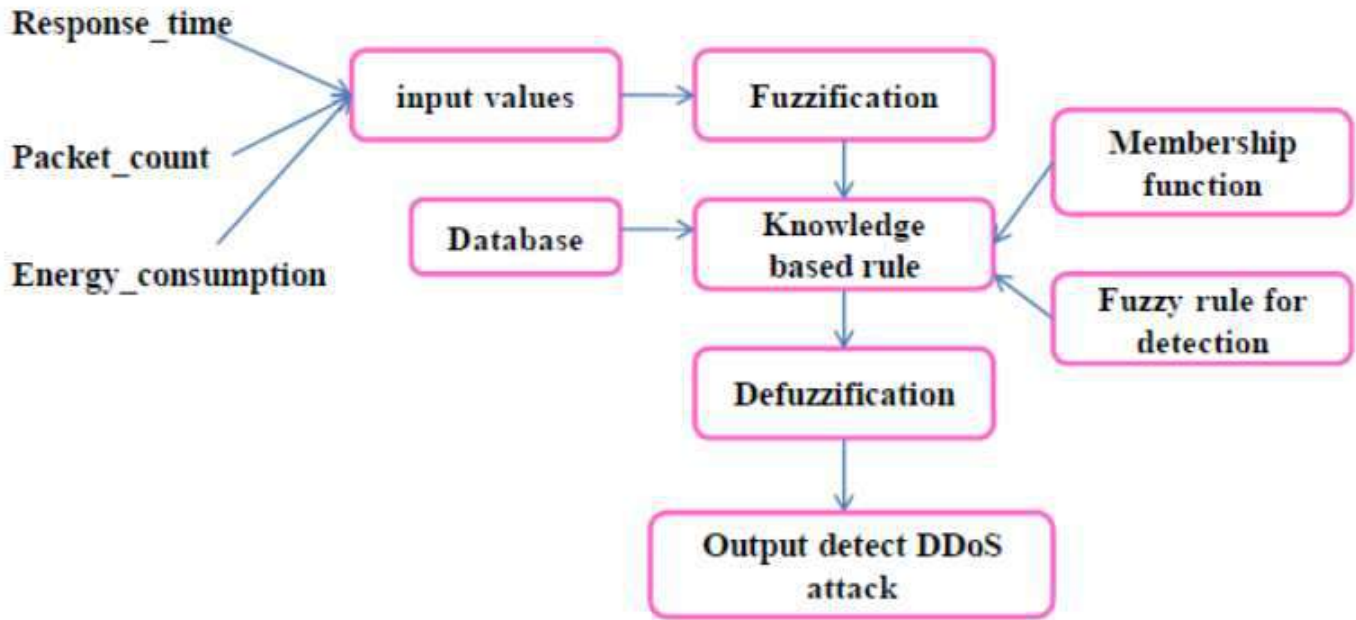 Response_time
input values
Fuzzification
Packet_count
Membership
function
Database
Knowledge
based rule
Energy_consumption
Fuzzy rule for
detection
Defuzzification
Output detect DDoS
attack